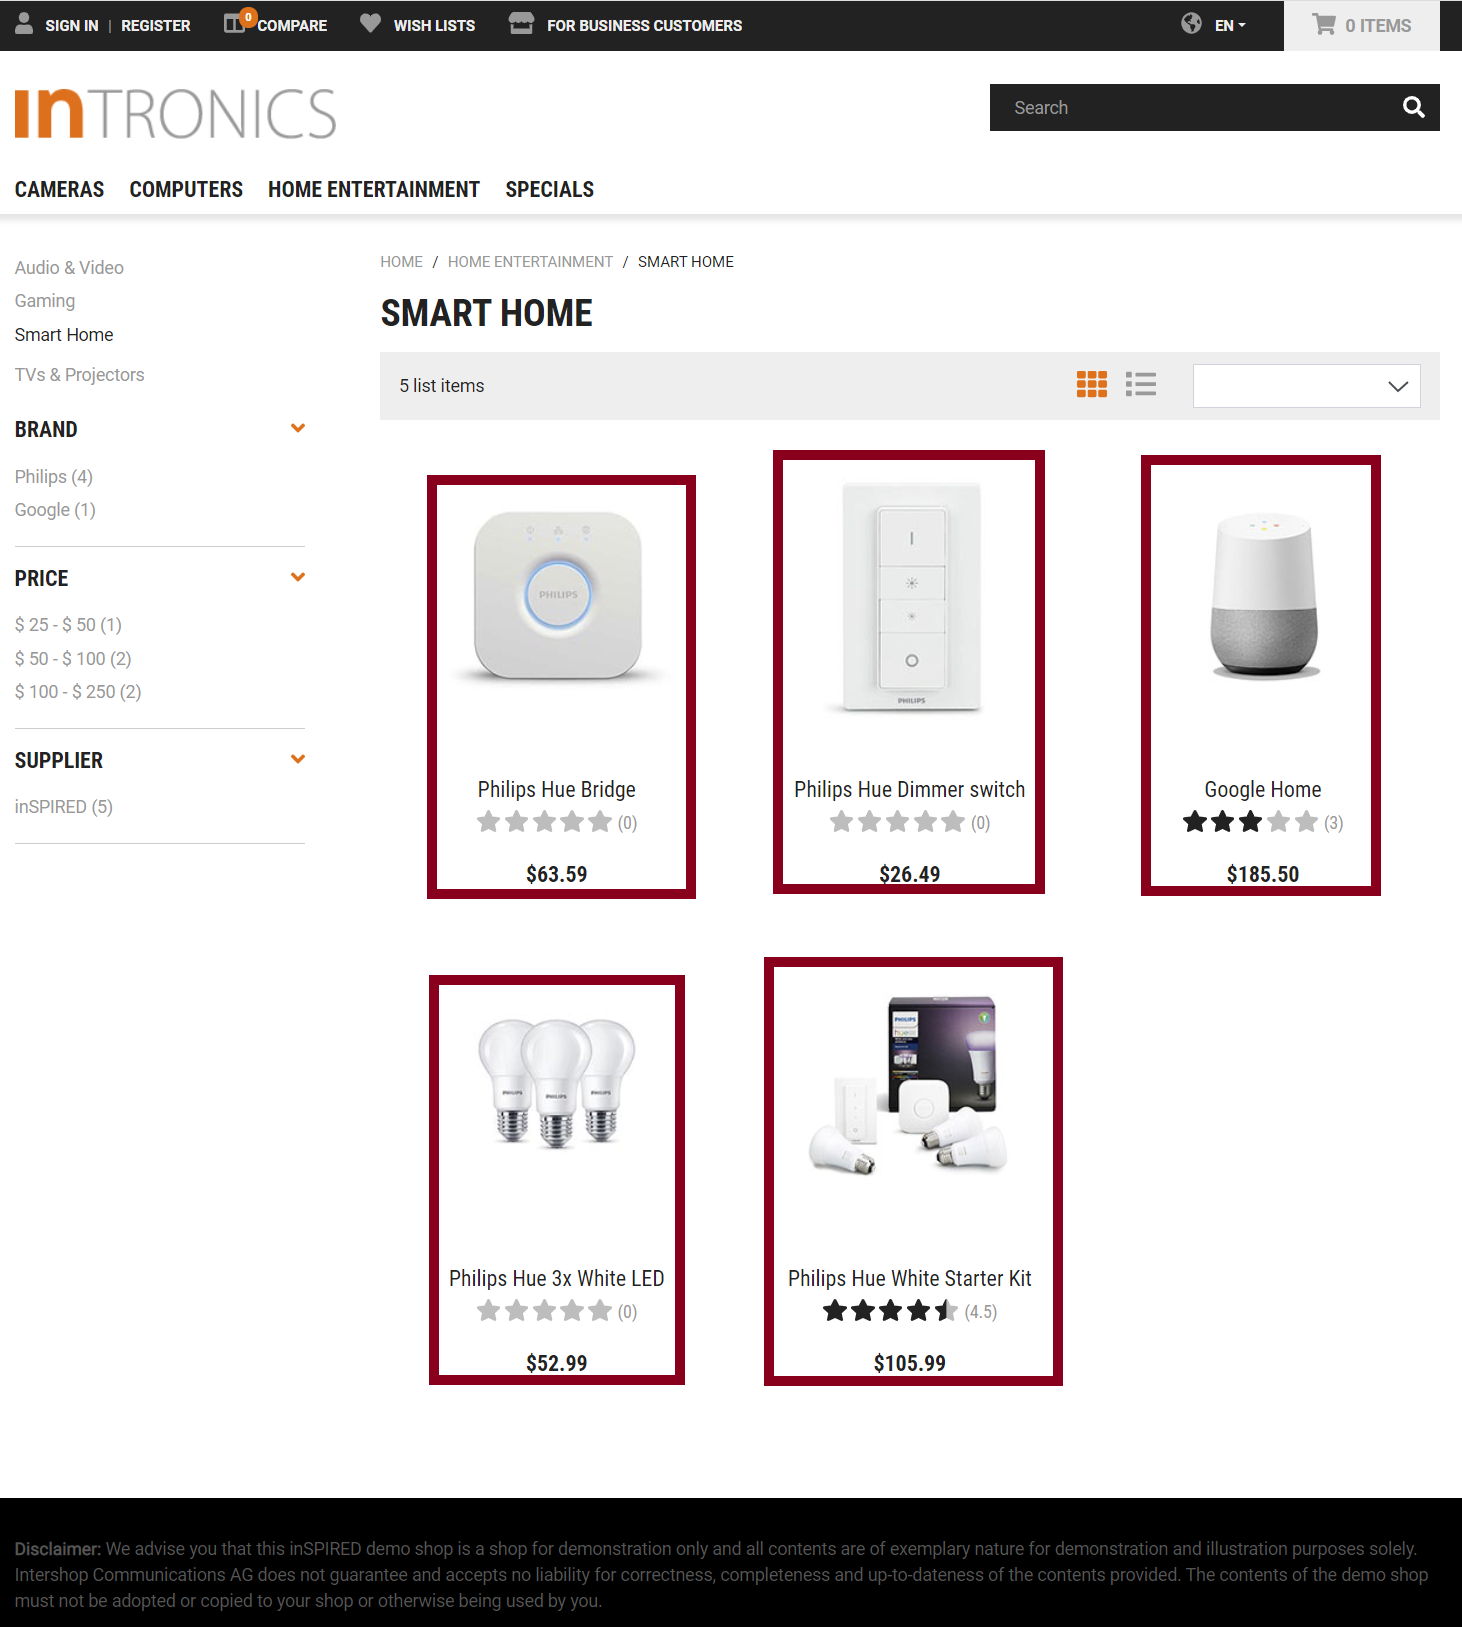 SIGN IN | REGISTER 0 COMPARE WISH LISTS FOR BUSINESS CUSTOMERS EN 0 ITEMS
inTRONICS
Search
CAMERAS COMPUTERS HOME ENTERTAINMENT SPECIALS
Audio & Video
Gaming
Smart Home
TVs & Projectors
BRAND
Philips (4)
Google (1)
PRICE
$ 25 - $ 50 (1)
$ 50 - $ 100 (2)
$ 100 - $ 250 (2)
SUPPLIER
inSPIRED (5)
HOME / HOME ENTERTAINMENT / SMART HOME
SMART HOME
5 list items
PHILIPS
Philips Hue Bridge
(0)
$63.59
PHILIPS
Philips Hue Dimmer switch
(0)
$26.49
Google Home
(3)
$185.50
PHILIPS PHILIPS PHILIPS
Philips Hue 3x White LED
(0)
$52.99
PHILIPS
hue
Philips Hue White Starter Kit
(4.5)
$105.99
Disclaimer: We advise you that this inSPIRED demo shop is a shop for demonstration only and all contents are of exemplary nature for demonstration and illustration purposes solely.
Intershop Communications AG does not guarantee and accepts no liability for correctness, completeness and up-to-dateness of the contents provided. The contents of the demo shop
must not be adopted or copied to your shop or otherwise being used by you.